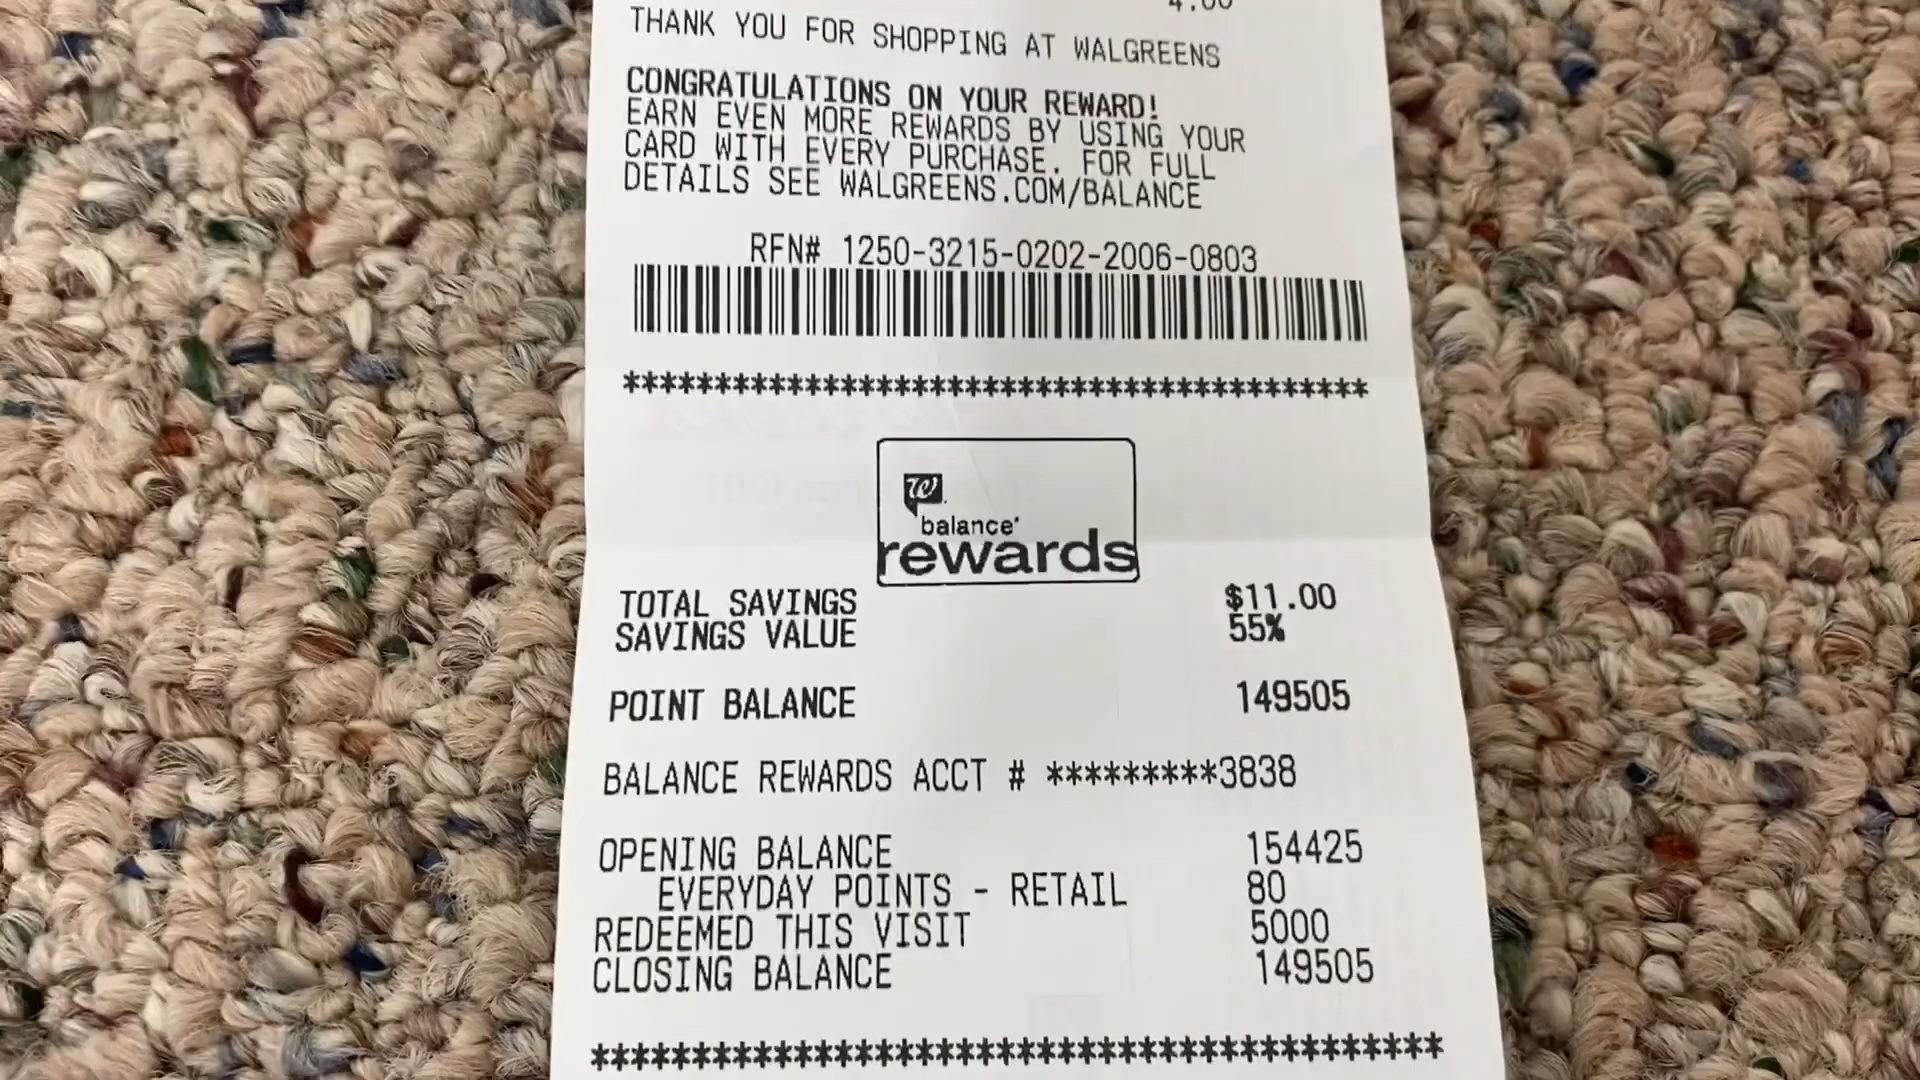 4.00
THANK YOU FOR SHOPPING AT WALGREENS
CONGRATULATIONS ON YOUR REWARD!
EARN EVEN MORE REWARDS BY USING YOUR
CARD WITH EVERY PURCHASE. FOR FULL
DETAILS SEE WALGREENS.COM/BALANCE
RFN# 1250-3215-0202-2006-0803
*****************************************
W
balance
rewards
TOTAL SAVINGS $11.00
SAVINGS VALUE 55%
POINT BALANCE 149505
BALANCE REWARDS ACCT # *********3838
OPENING BALANCE 154425
EVERYDAY POINTS - RETAIL 80
REDEEMED THIS VISIT 5000
CLOSING BALANCE 149505
*****************************************